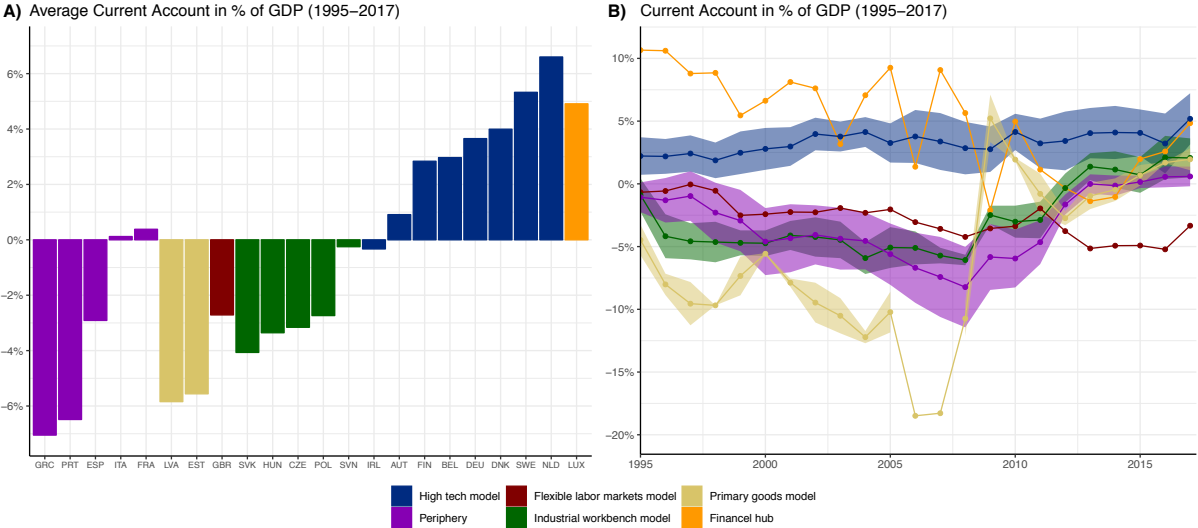 A) Average Current Account in % of GDP (1995−2017)
6%
4%
2%
0%
−2%
−4%
−6%
GRC PRT ESP ITA FRA LVA EST GBR SVK HUN CZE POL SVN IRL AUT FIN BEL DEU DNK SWE NLD LUX
B) Current Account in % of GDP (1995−2017)
10%
5%
0%
−5%
−10%
−15%
−20%
1995 2000 2005 2010 2015
High tech model Flexible labor markets model Primary goods model
Periphery Industrial workbench model Financel hub